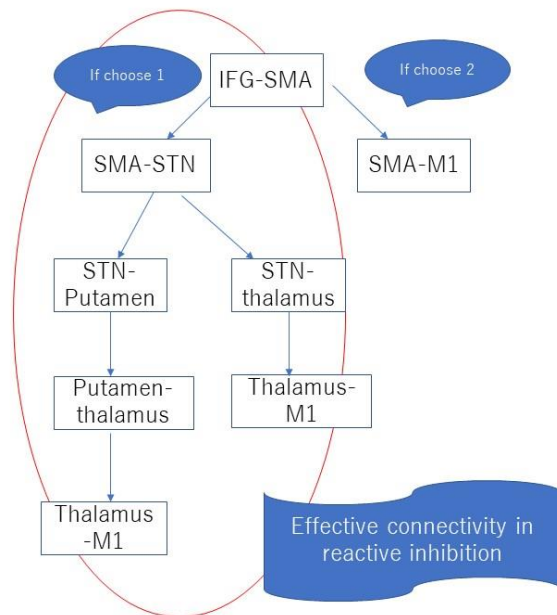 If choose 1
IFG-SMA
If choose 2
SMA-STN
SMA-M1
STN-
Putamen
STN-
thalamus
Putamen-
thalamus
Thalamus-
M1
Thalamus
-M1
Effective connectivity in
reactive inhibition